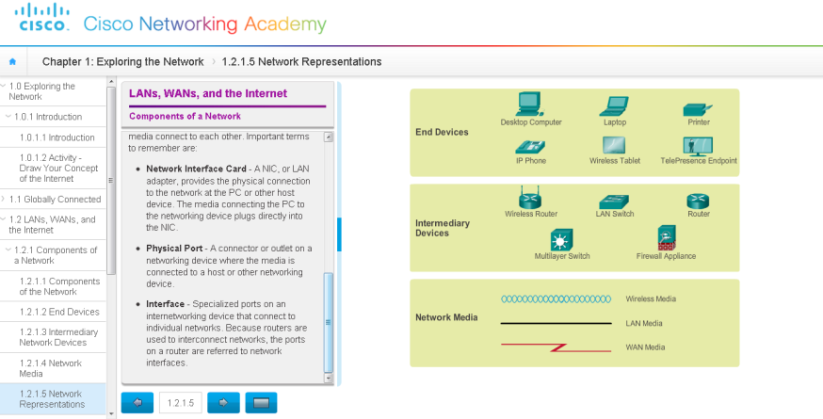 CISCO. Cisco Networking Academy
Chapter 1: Exploring the Network > 1.2.1.5 Network Representations
1.0 Exploring the
Network
1.0.1 Introduction
1.0.1.1 Introduction
1.0.1.2 Activity -
Draw Your Concept
of the Internet
1.1 Globally Connected
1.2 LANs, WANs, and
the Internet
1.2.1 Components of
a Network
1.2.1.1 Components
of the Network
1.2.1.2 End Devices
1.2.1.3 Intermediary
Network Devices
1.2.1.4 Network
Media
1.2.1.5 Network
Representations
LANs, WANs, and the Internet
Components of a Network
media connect to each other. Important terms
to remember are:
• Network Interface Card - A NIC, or LAN
adapter, provides the physical connection
to the network at the PC or other host
device. The media connecting the PC to
the networking device plugs directly into
the NIC.
• Physical Port - A connector or outlet on a
networking device where the media is
connected to a host or other networking
device.
• Interface - Specialized ports on an
internetworking device that connect to
individual networks. Because routers are
used to interconnect networks, the ports
on a router are referred to network
interfaces.
1.2.1.5
End Devices
Desktop Computer
Laptop
Printer
IP Phone
Wireless Tablet
TelePresence Endpoint
Intermediary
Devices
Wireless Router
LAN Switch
Router
Multilayer Switch
Firewall Appliance
Network Media
Wireless Media
LAN Media
WAN Media